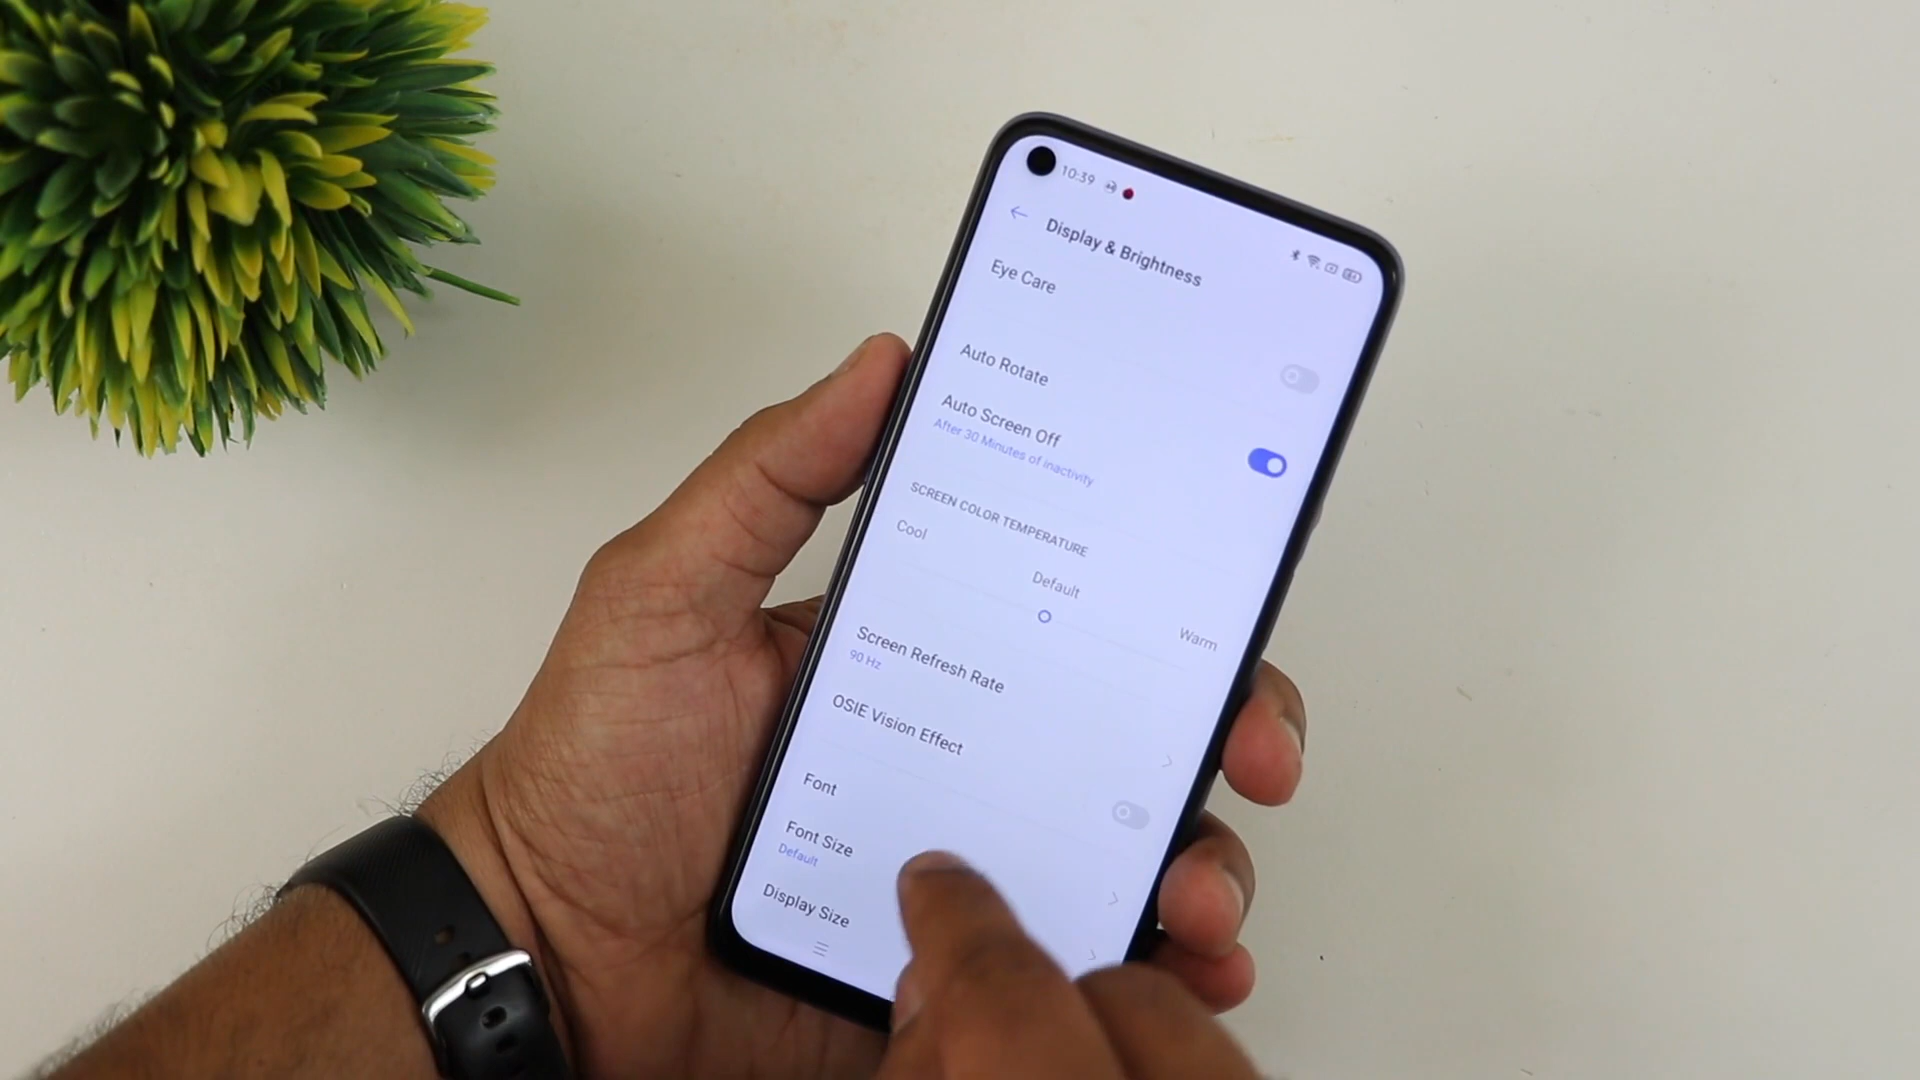 10:39
Display & Brightness
Eye Care
Auto Rotate
Auto Screen Off
After 30 Minutes of inactivity
SCREEN COLOR TEMPERATURE
Cool
Default
Warm
Screen Refresh Rate
90 Hz
OSIE Vision Effect
Font
Font Size
Default
Display Size